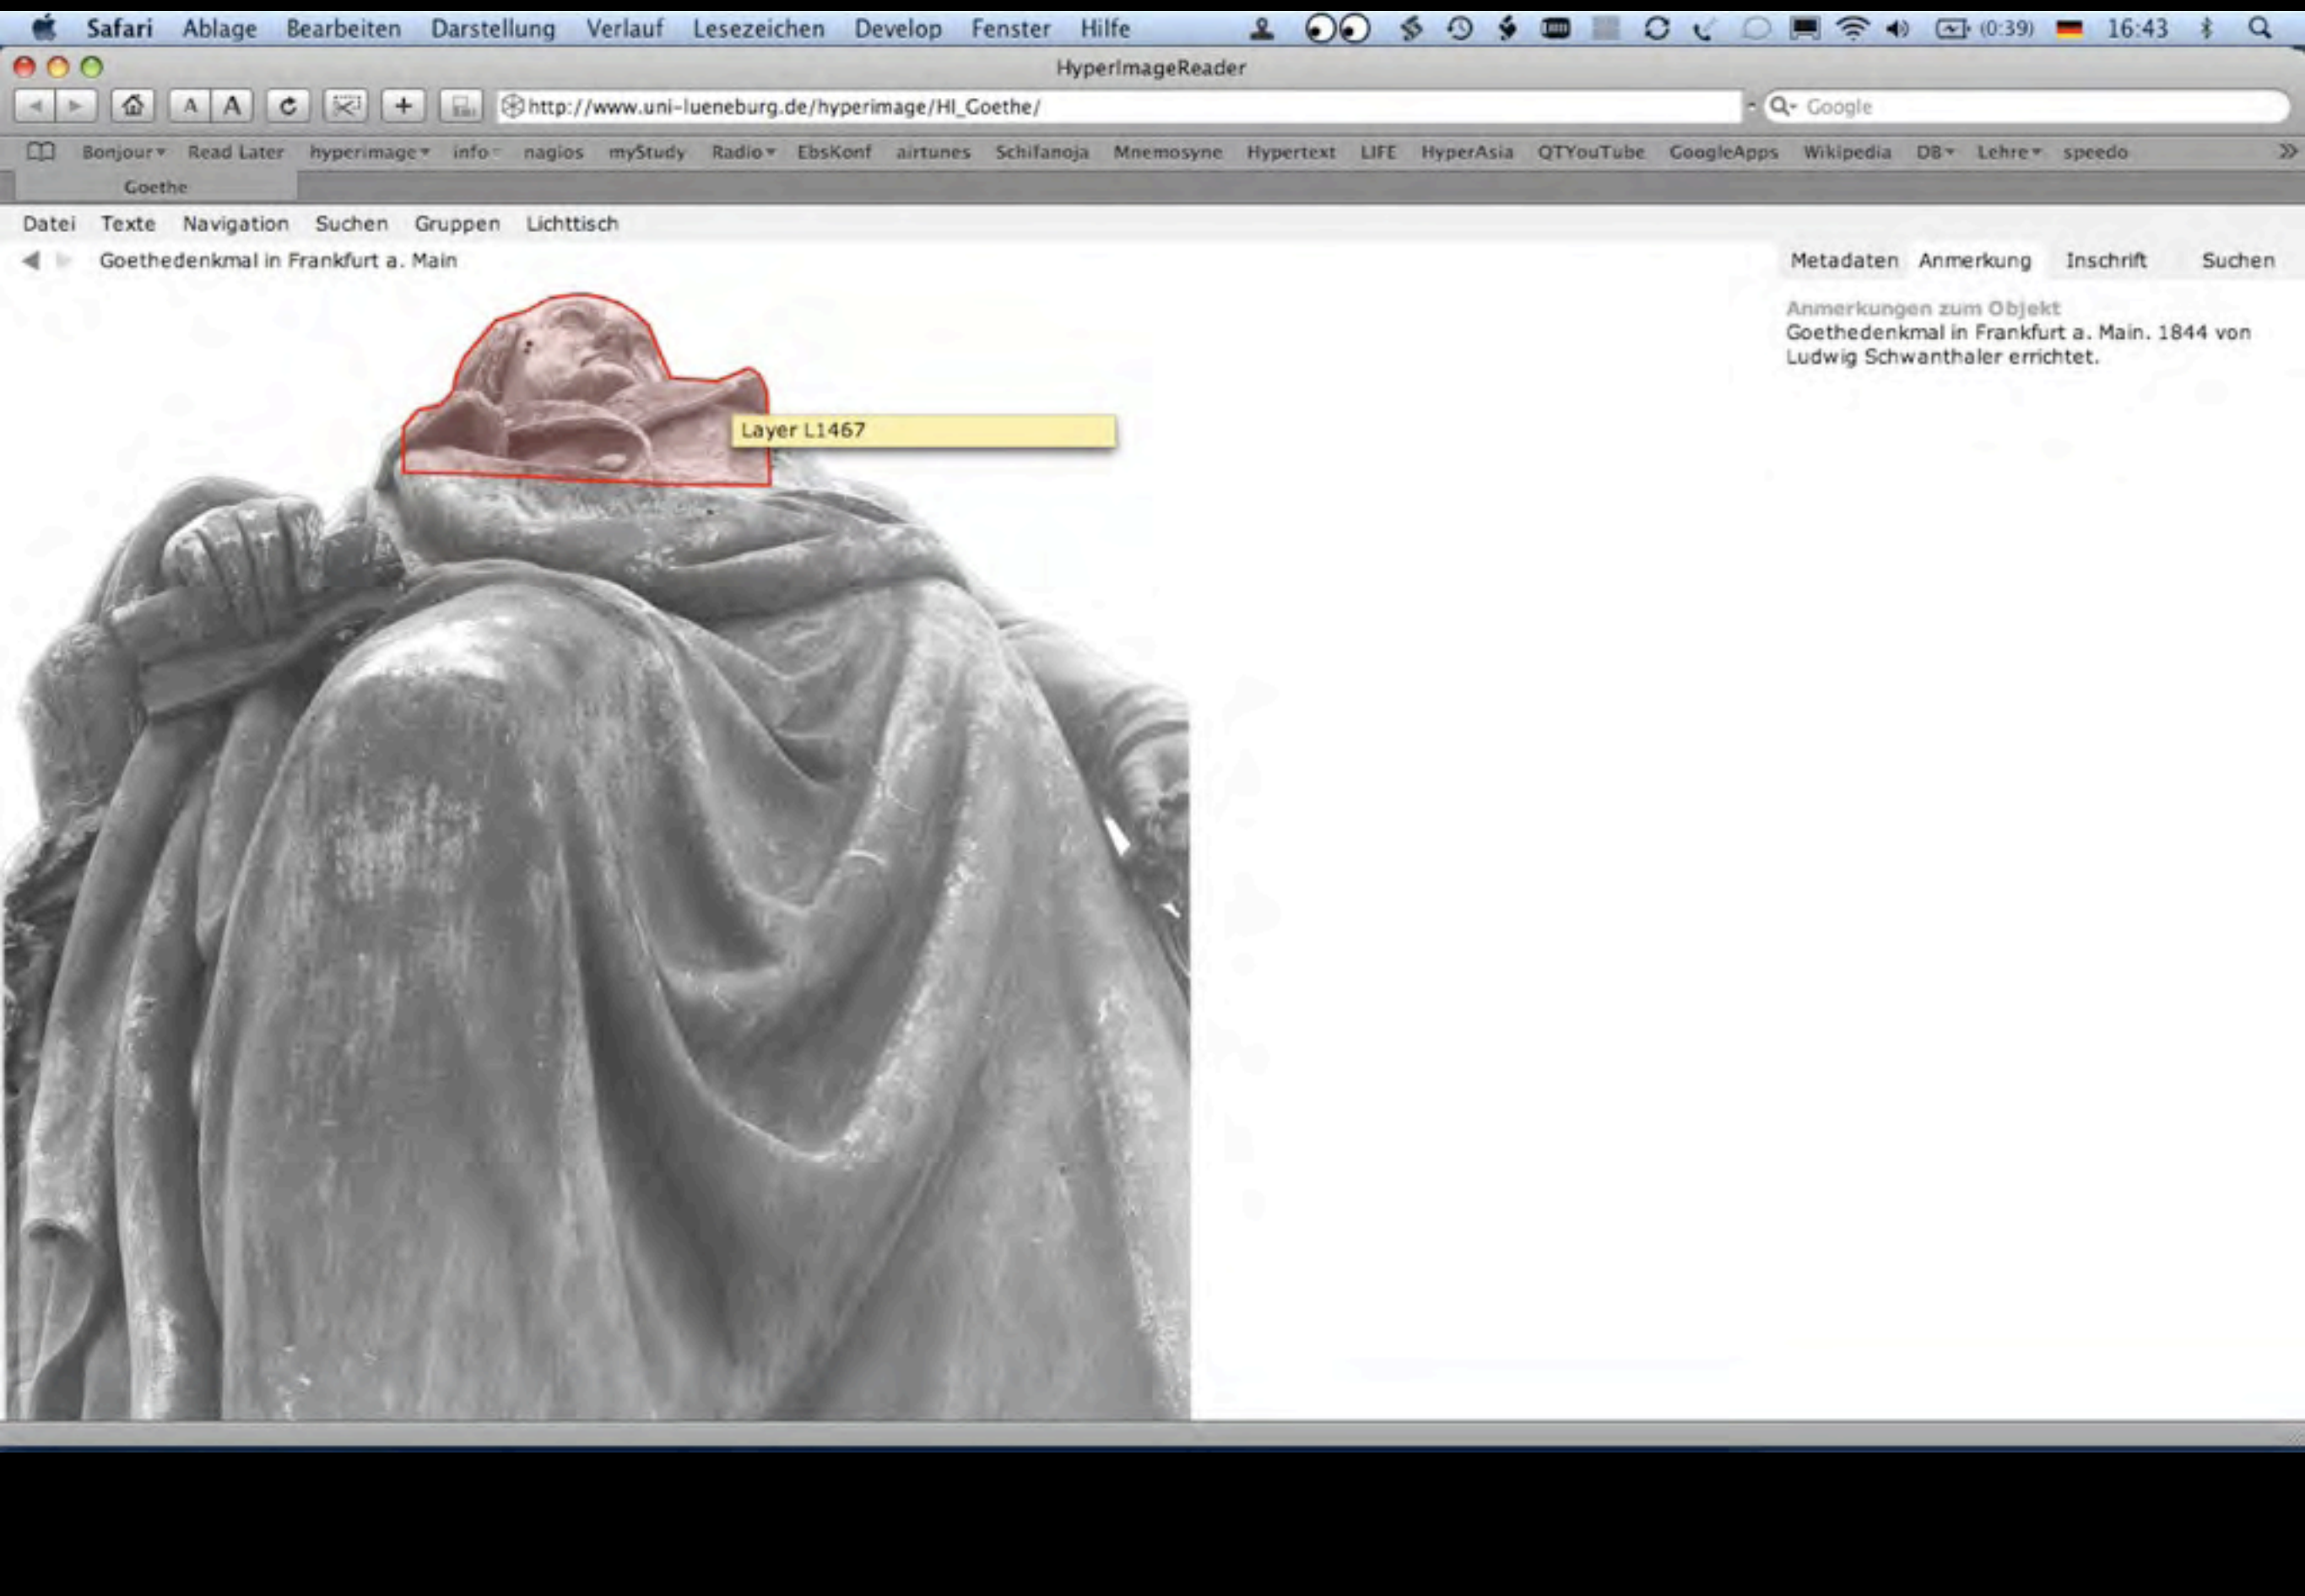 Safari Ablage Bearbeiten Darstellung Verlauf Lesezeichen Develop Fenster Hilfe (0:39) 16:43
HyperImageReader
A A http://www.uni-lueneburg.de/hyperimage/HI_Goethe/ Google
Bonjour Read Later hyperimage info nagios myStudy Radio EbsKonf airtunes Schifanoja Mnemosyne Hypertext LIFE HyperAsia QTYouTube GoogleApps Wikipedia DB Lehre speedo
Goethe
Datei Texte Navigation Suchen Gruppen Lichttisch
Goethedenkmal in Frankfurt a. Main
Metadaten Anmerkung Inschrift Suchen
Anmerkungen zum Objekt
Goethedenkmal in Frankfurt a. Main. 1844 von
Ludwig Schwanthaler errichtet.
Layer L1467